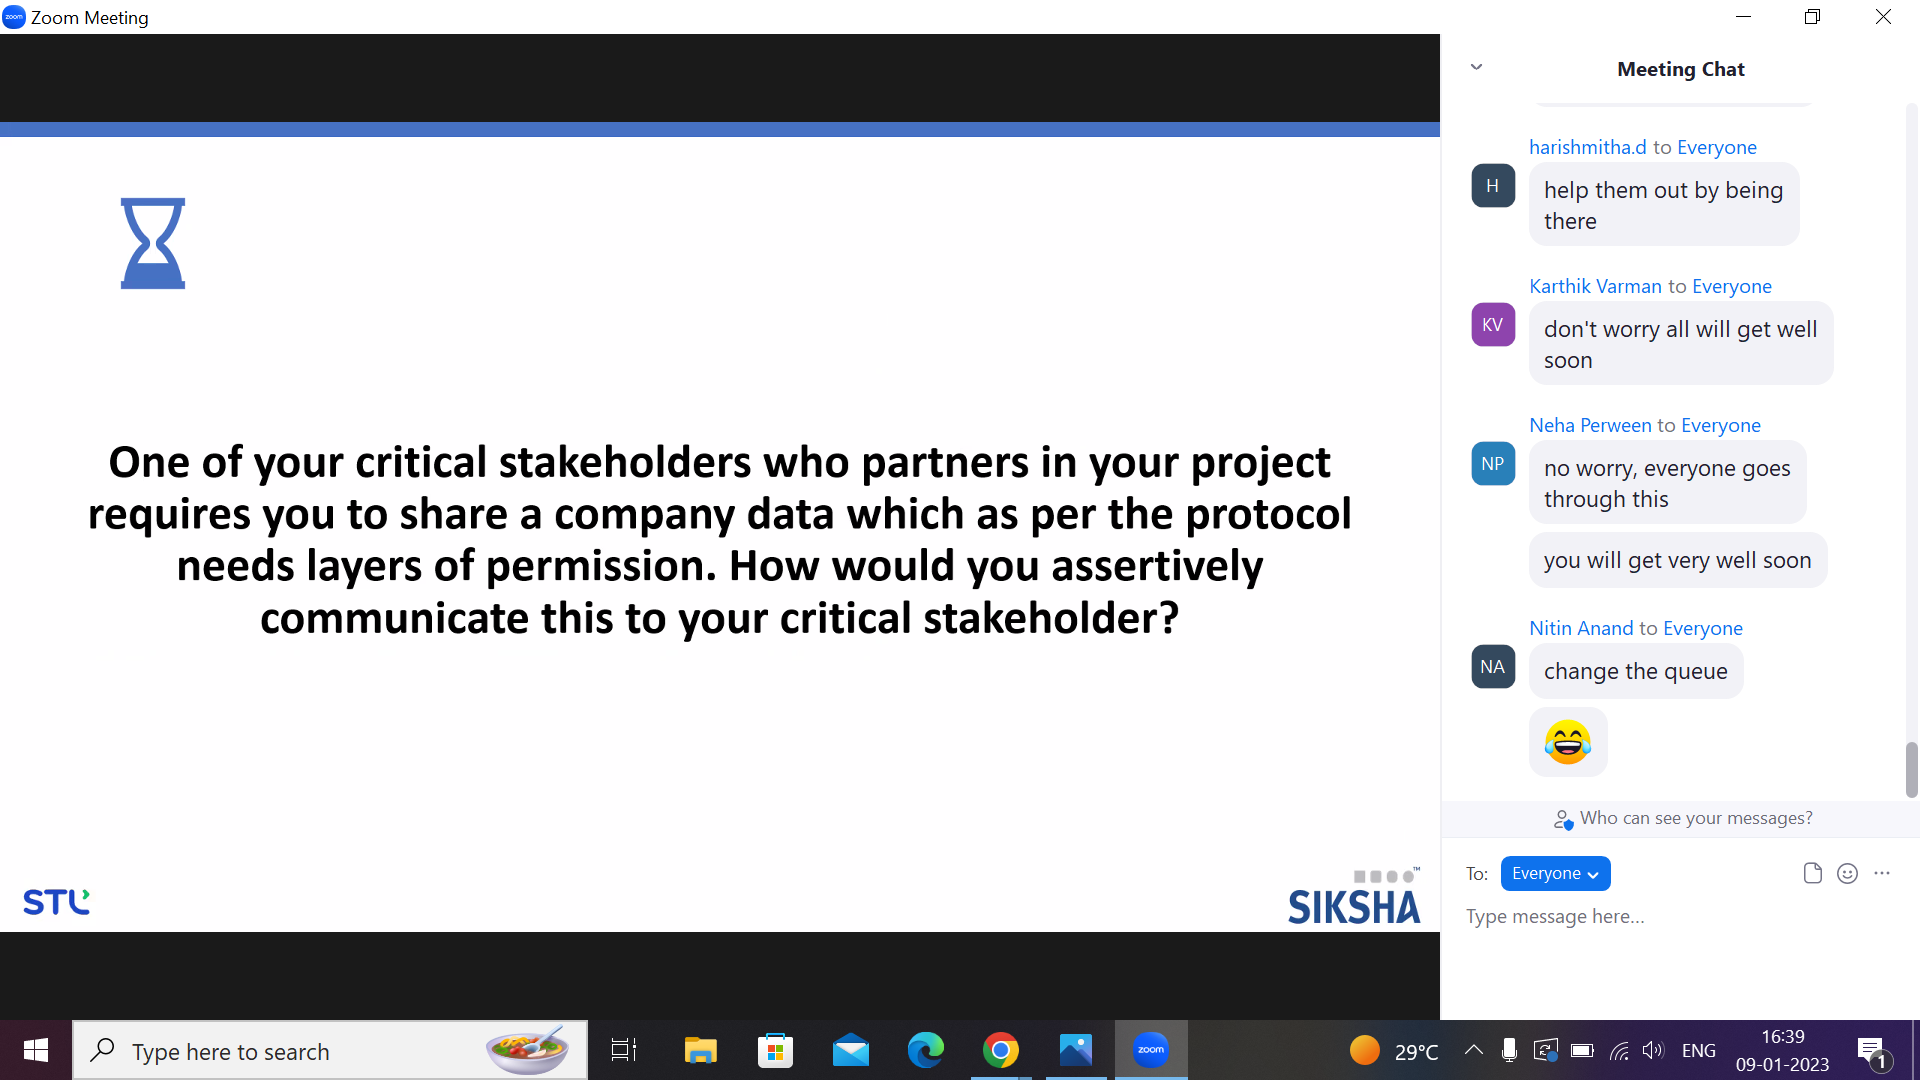 zoom Zoom Meeting
One of your critical stakeholders who partners in your project
requires you to share a company data which as per the protocol
needs layers of permission. How would you assertively
communicate this to your critical stakeholder?
STL
SIKSHA™
Meeting Chat
harishmitha.d to Everyone
H
help them out by being
there
Karthik Varman to Everyone
KV
don't worry all will get well
soon
Neha Perween to Everyone
NP
no worry, everyone goes
through this
you will get very well soon
Nitin Anand to Everyone
NA
change the queue
Who can see your messages?
To: Everyone
Type message here...
Type here to search
zoom
29°C
ENG
16:39
09-01-2023
1